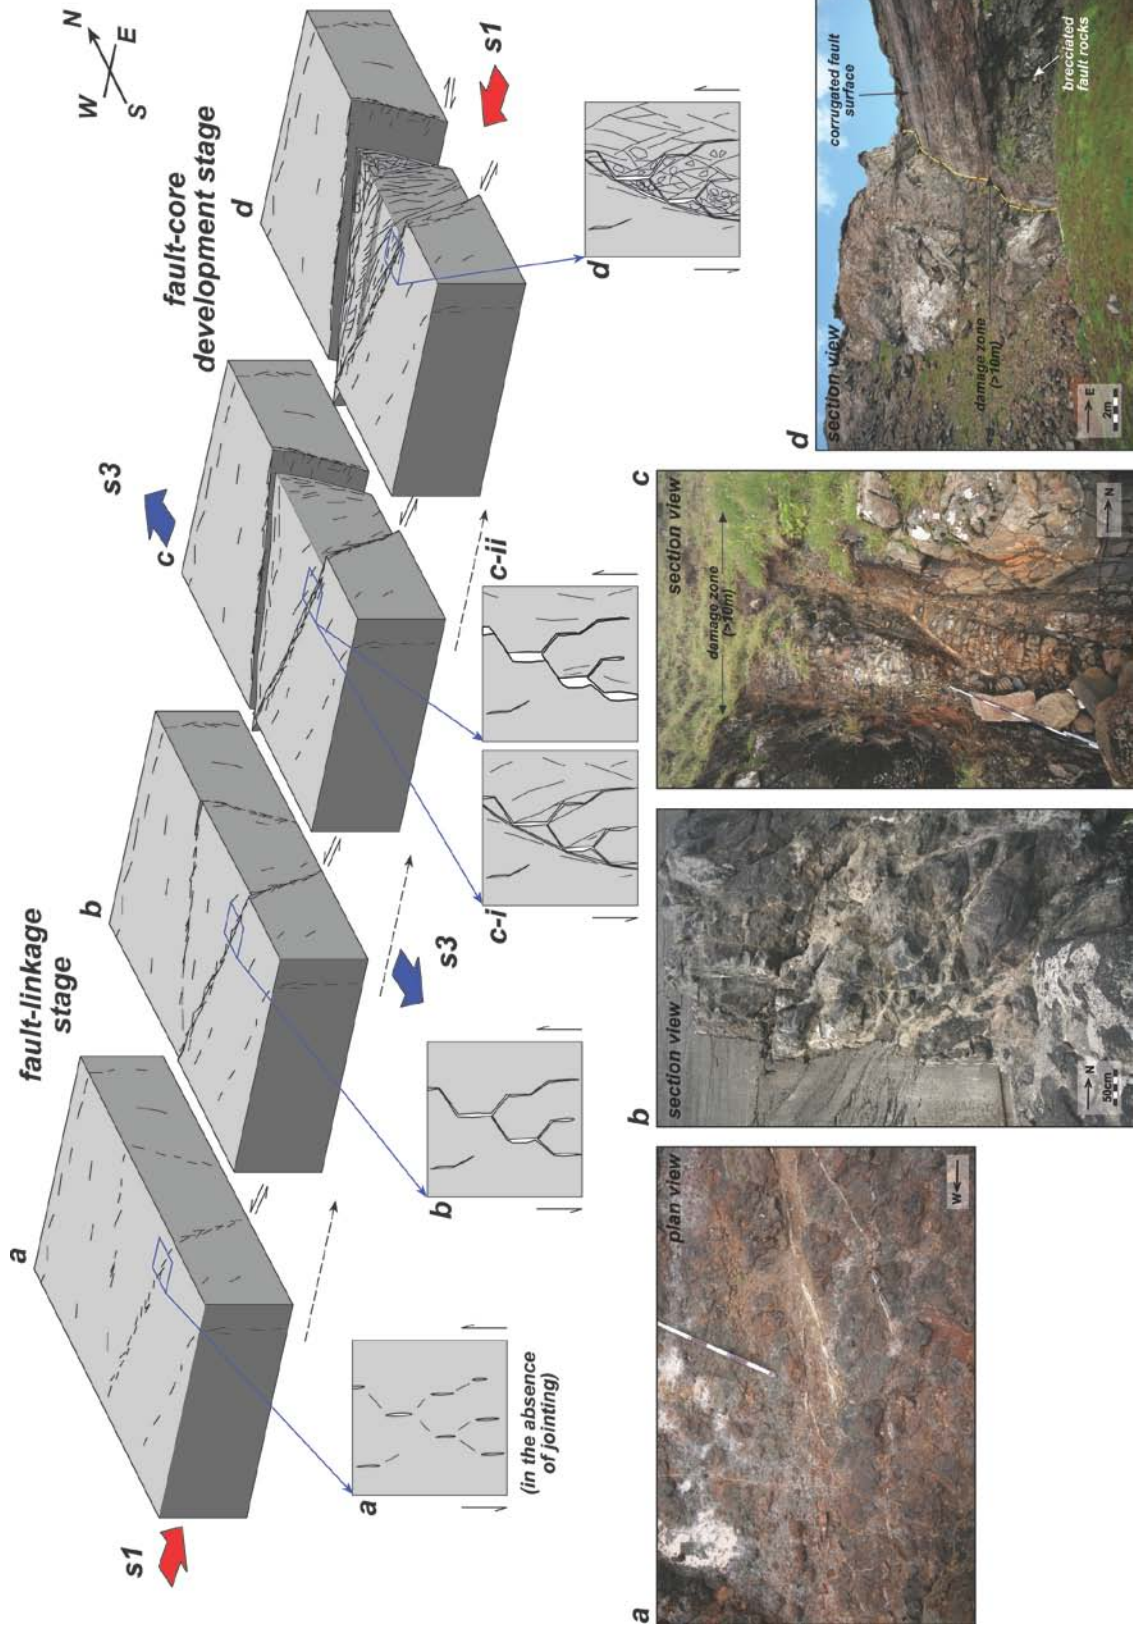 fault-linkage
stage
fault-core
development stage
N
W
E
S
s1
a
b
s3
c
s3
d
s1
a
(in the absence
of jointing)
b
c-i
c-ii
d
a
plan view
W
b
section view
N
50cm
c
section view
damage zone
(>10m)
N
d
section view
corrugated fault
surface
damage zone
(>10m)
brecciated
fault rocks
E
2m